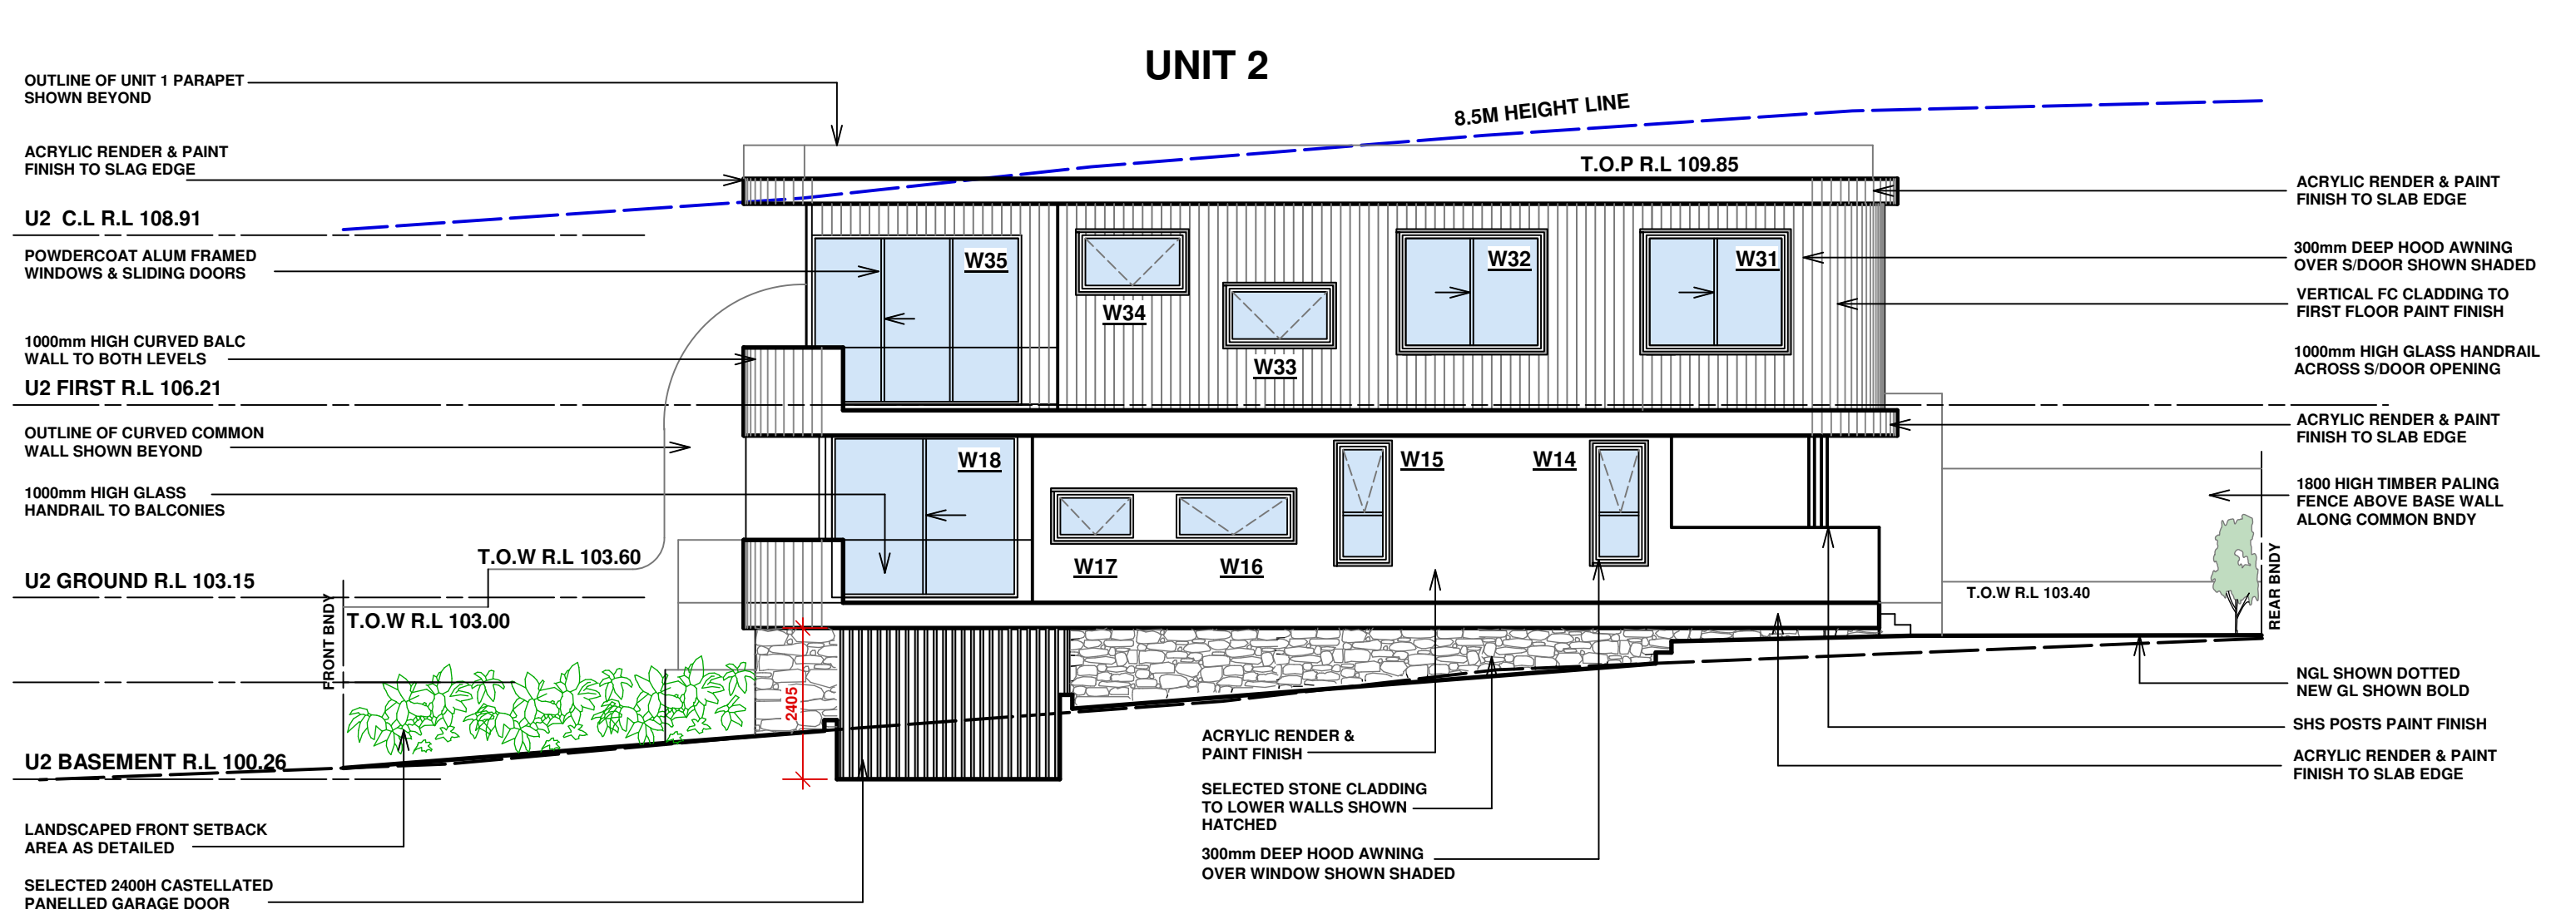 UNIT 2
OUTLINE OF UNIT 1 PARAPET
SHOWN BEYOND
ACRYLIC RENDER & PAINT
FINISH TO SLAG EDGE
U2 C.L R.L 108.91
POWDERCOAT ALUM FRAMED
WINDOWS & SLIDING DOORS
1000mm HIGH CURVED BALC
WALL TO BOTH LEVELS
U2 FIRST R.L 106.21
OUTLINE OF CURVED COMMON
WALL SHOWN BEYOND
1000mm HIGH GLASS
HANDRAIL TO BALCONIES
U2 GROUND R.L 103.15
U2 BASEMENT R.L 100.26
LANDSCAPED FRONT SETBACK
AREA AS DETAILED
SELECTED 2400H CASTELLATED
PANELLED GARAGE DOOR
FRONT BNDY
T.O.W R.L 103.60
T.O.W R.L 103.00
8.5M HEIGHT LINE
T.O.P R.L 109.85
W35
W34
W33
W32
W31
W18
W17
W16
W15
W14
2405
ACRYLIC RENDER &
PAINT FINISH
SELECTED STONE CLADDING
TO LOWER WALLS SHOWN
HATCHED
300mm DEEP HOOD AWNING
OVER WINDOW SHOWN SHADED
T.O.W R.L 103.40
REAR BNDY
ACRYLIC RENDER & PAINT
FINISH TO SLAB EDGE
300mm DEEP HOOD AWNING
OVER S/DOOR SHOWN SHADED
VERTICAL FC CLADDING TO
FIRST FLOOR PAINT FINISH
1000mm HIGH GLASS HANDRAIL
ACROSS S/DOOR OPENING
ACRYLIC RENDER & PAINT
FINISH TO SLAB EDGE
1800 HIGH TIMBER PALING
FENCE ABOVE BASE WALL
ALONG COMMON BNDY
NGL SHOWN DOTTED
NEW GL SHOWN BOLD
SHS POSTS PAINT FINISH
ACRYLIC RENDER & PAINT
FINISH TO SLAB EDGE